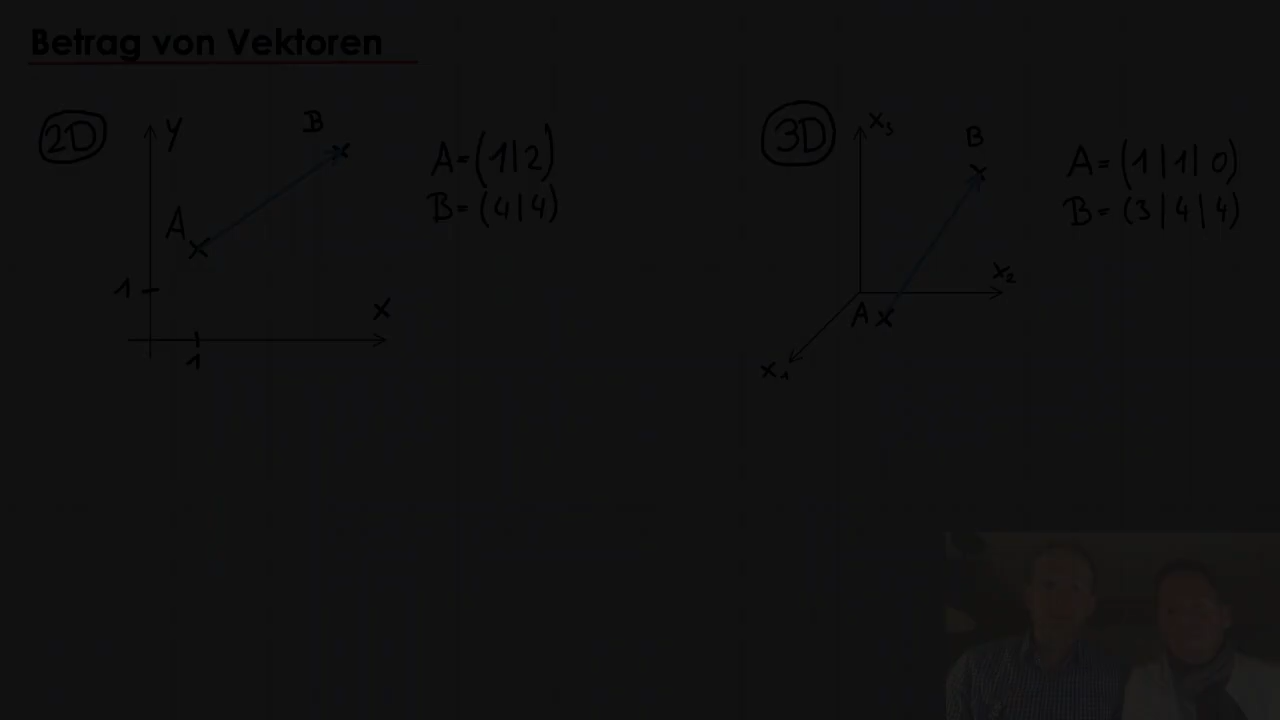 Betrag von Vektoren
2D
y
B
A
1
x
1
A=(1|2)
B=(4|4)
3D
x₃
B
x₂
A
x₁
A=(1|1|0)
B=(3|4|4)